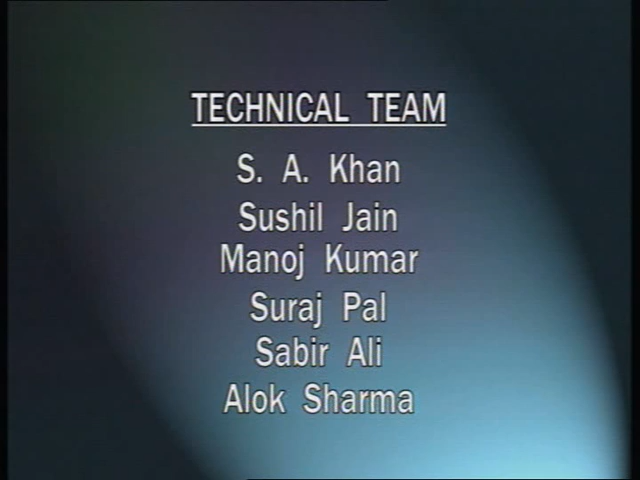 TECHNICAL TEAM
S. A. Khan
Sushil Jain
Manoj Kumar
Suraj Pal
Sabir Ali
Alok Sharma